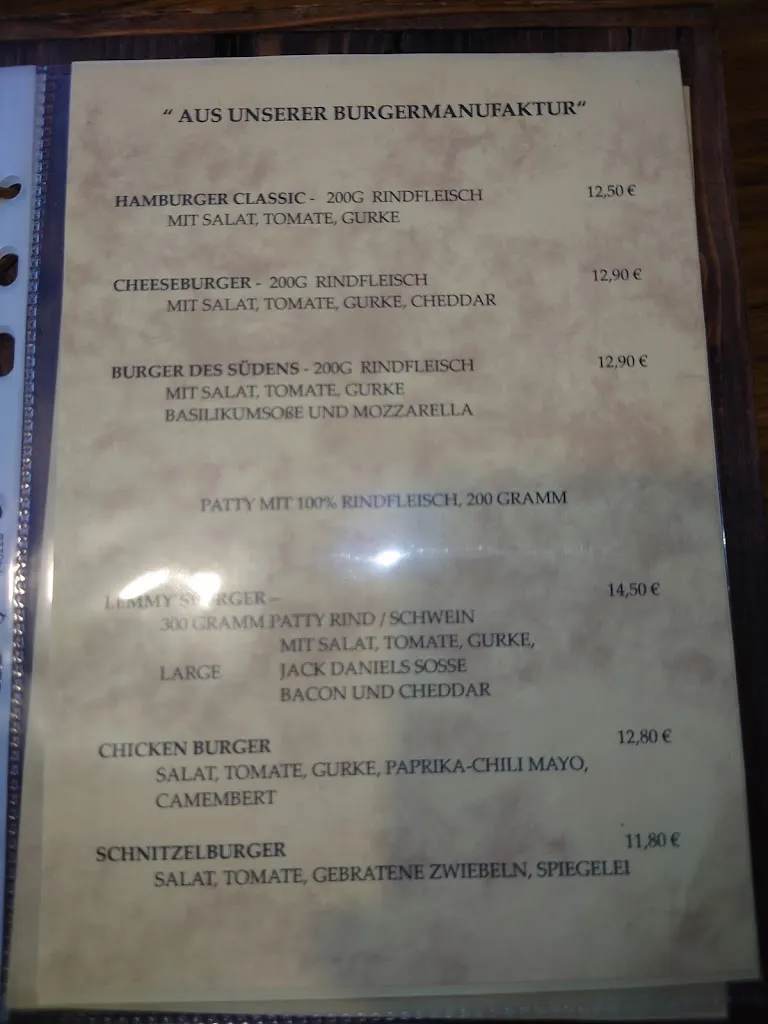 “ AUS UNSERER BURGERMANUFAKTUR“
HAMBURGER CLASSIC - 200G RINDFLEISCH 12,50 €
MIT SALAT, TOMATE, GURKE
CHEESEBURGER - 200G RINDFLEISCH 12,90 €
MIT SALAT, TOMATE, GURKE, CHEDDAR
BURGER DES SÜDENS - 200G RINDFLEISCH 12,90 €
MIT SALAT, TOMATE, GURKE
BASILIKUMSOßE UND MOZZARELLA
PATTY MIT 100% RINDFLEISCH, 200 GRAMM
LEMMY – 14,50 €
300 GRAMM PATTY RIND / SCHWEIN
MIT SALAT, TOMATE, GURKE,
LARGE JACK DANIELS SOSSE
BACON UND CHEDDAR
CHICKEN BURGER 12,80 €
SALAT, TOMATE, GURKE, PAPRIKA-CHILI MAYO,
CAMEMBERT
SCHNITZELBURGER 11,80 €
SALAT, TOMATE, GEBRATENE ZWIEBELN, SPIEGELEI